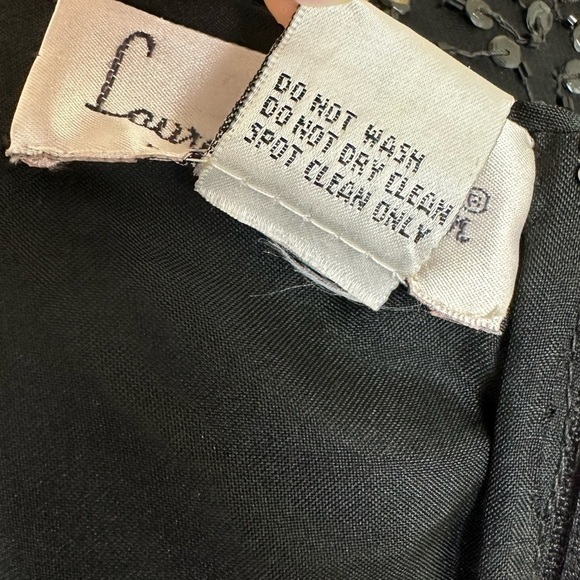 DO NOT WASH
DO NOT DRY CLEAN
SPOT CLEAN ONLY
®